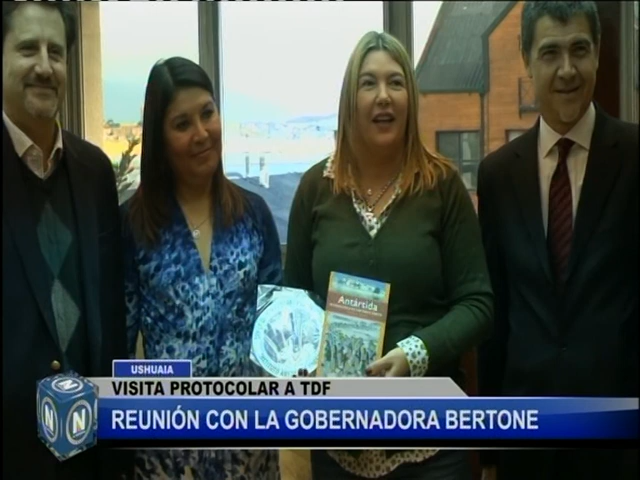 Antártida
USHUAIA
VISITA PROTOCOLAR A TDF
REUNIÓN CON LA GOBERNADORA BERTONE
N
N
N